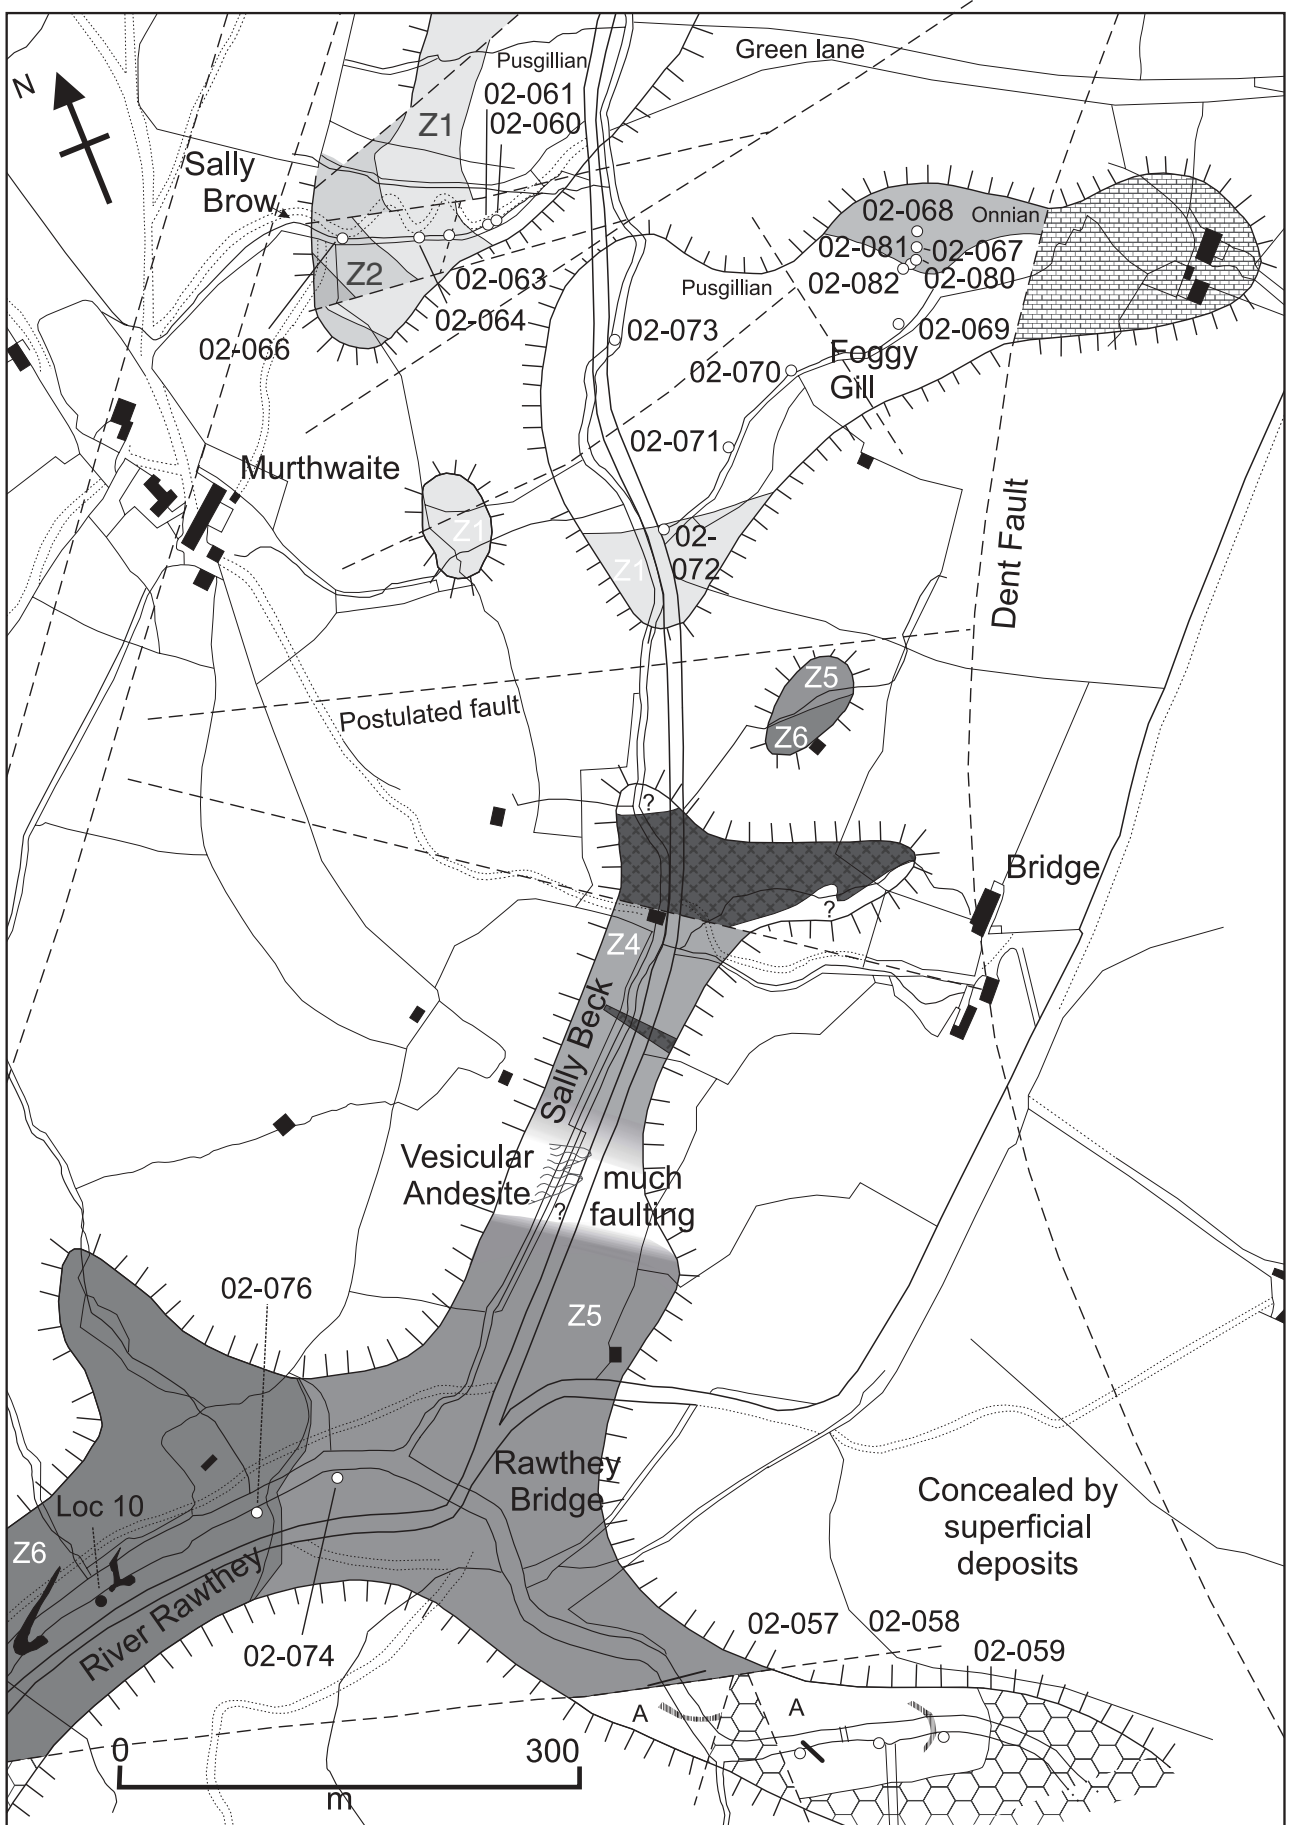 N
Green lane
Pusgillian
02-061
02-060
Z1
Sally
Brow
02-068
Onnian
02-081
02-067
02-082
02-080
Z2
02-063
02-064
02-066
Pusgillian
02-073
02-069
02-070
Foggy
Gill
02-071
Murthwaite
Z1
02-
072
Z1
Dent Fault
Postulated fault
Z5
Z6
?
Bridge
?
Z4
Sally Beck
Vesicular
Andesite
much
faulting
?
02-076
Z5
Rawthey
Bridge
Loc 10
Z6
River Rawthey
Concealed by
superficial
deposits
02-074
02-057
02-058
02-059
A
A
0
300
m